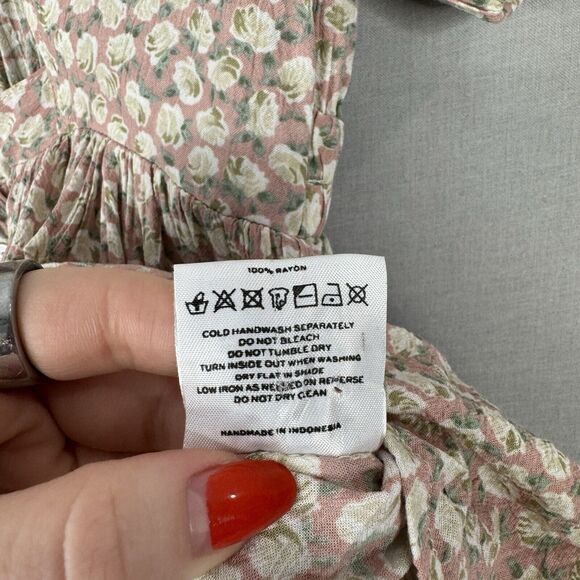 100% RAYON
COLD HANDWASH SEPARATELY
DO NOT BLEACH
DO NOT TUMBLE DRY
TURN INSIDE OUT WHEN WASHING
DRY FLAT IN SHADE
LOW IRON AS NEEDED ON REVERSE
DO NOT DRY CLEAN
HANDMADE IN INDONESIA